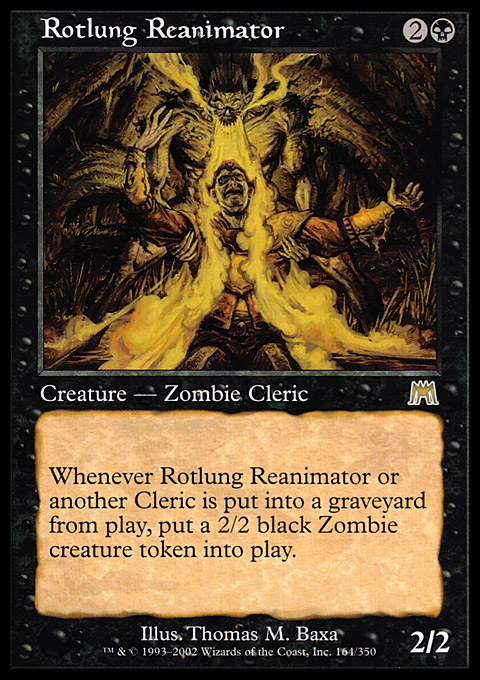 Rotlung Reanimator 2
Creature — Zombie Cleric
Whenever Rotlung Reanimator or
another Cleric is put into a graveyard
from play, put a 2/2 black Zombie
creature token into play.
Illus. Thomas M. Baxa
2/2
™ & © 1993–2002 Wizards of the Coast, Inc. 164/350